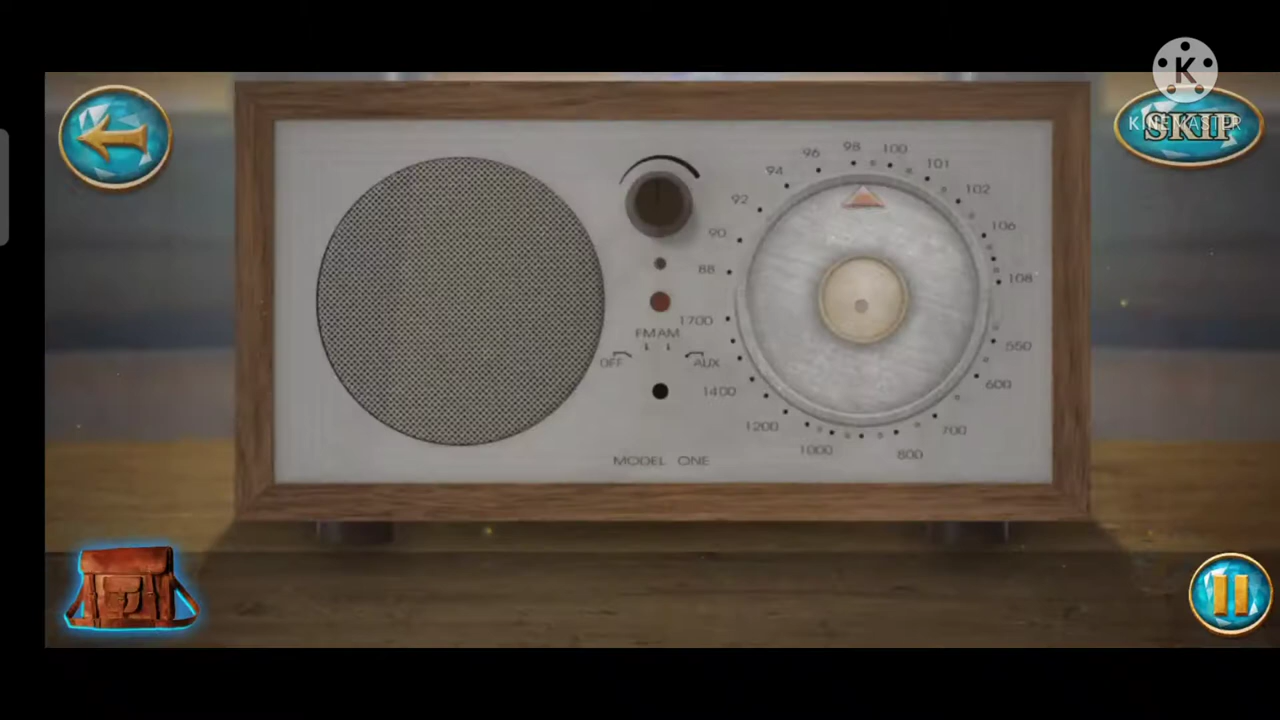 K
KINEMASTER
SKIP
96 98 100
94 101
92 102
90 106
88 108
1700
FM AM
OFF AUX
550
1400 600
1200 700
1000 800
MODEL ONE